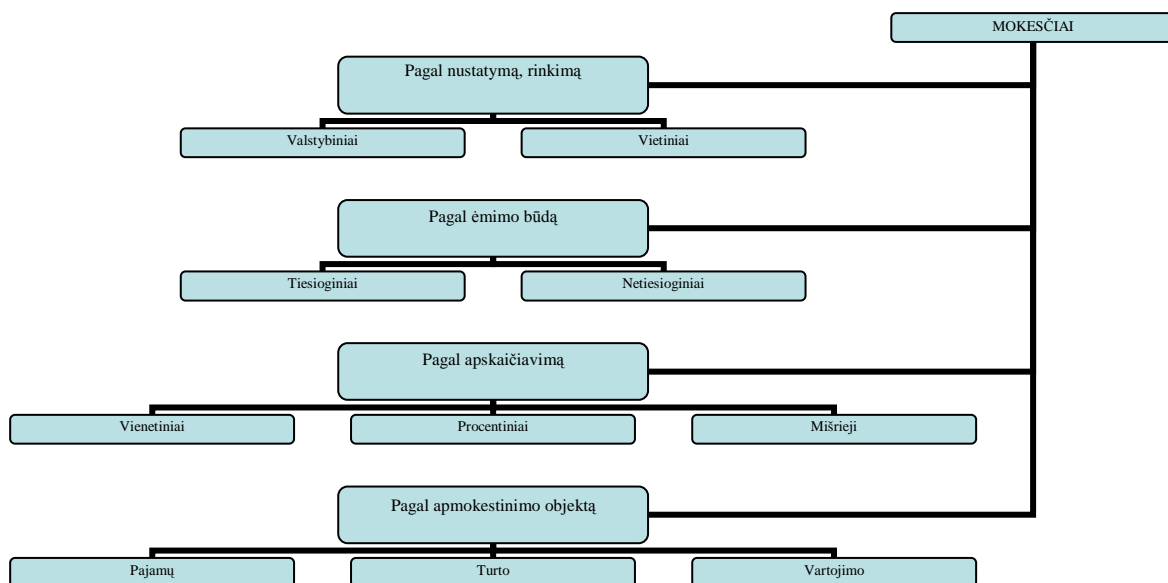 MOKESČIAI
Pagal nustatymą, rinkimą
Valstybiniai
Vietiniai
Pagal ėmimo būdą
Tiesioginiai
Netiesioginiai
Pagal apskaičiavimą
Vienetiniai
Procentiniai
Mišrieji
Pagal apmokestinimo objektą
Pajamų
Turto
Vartojimo